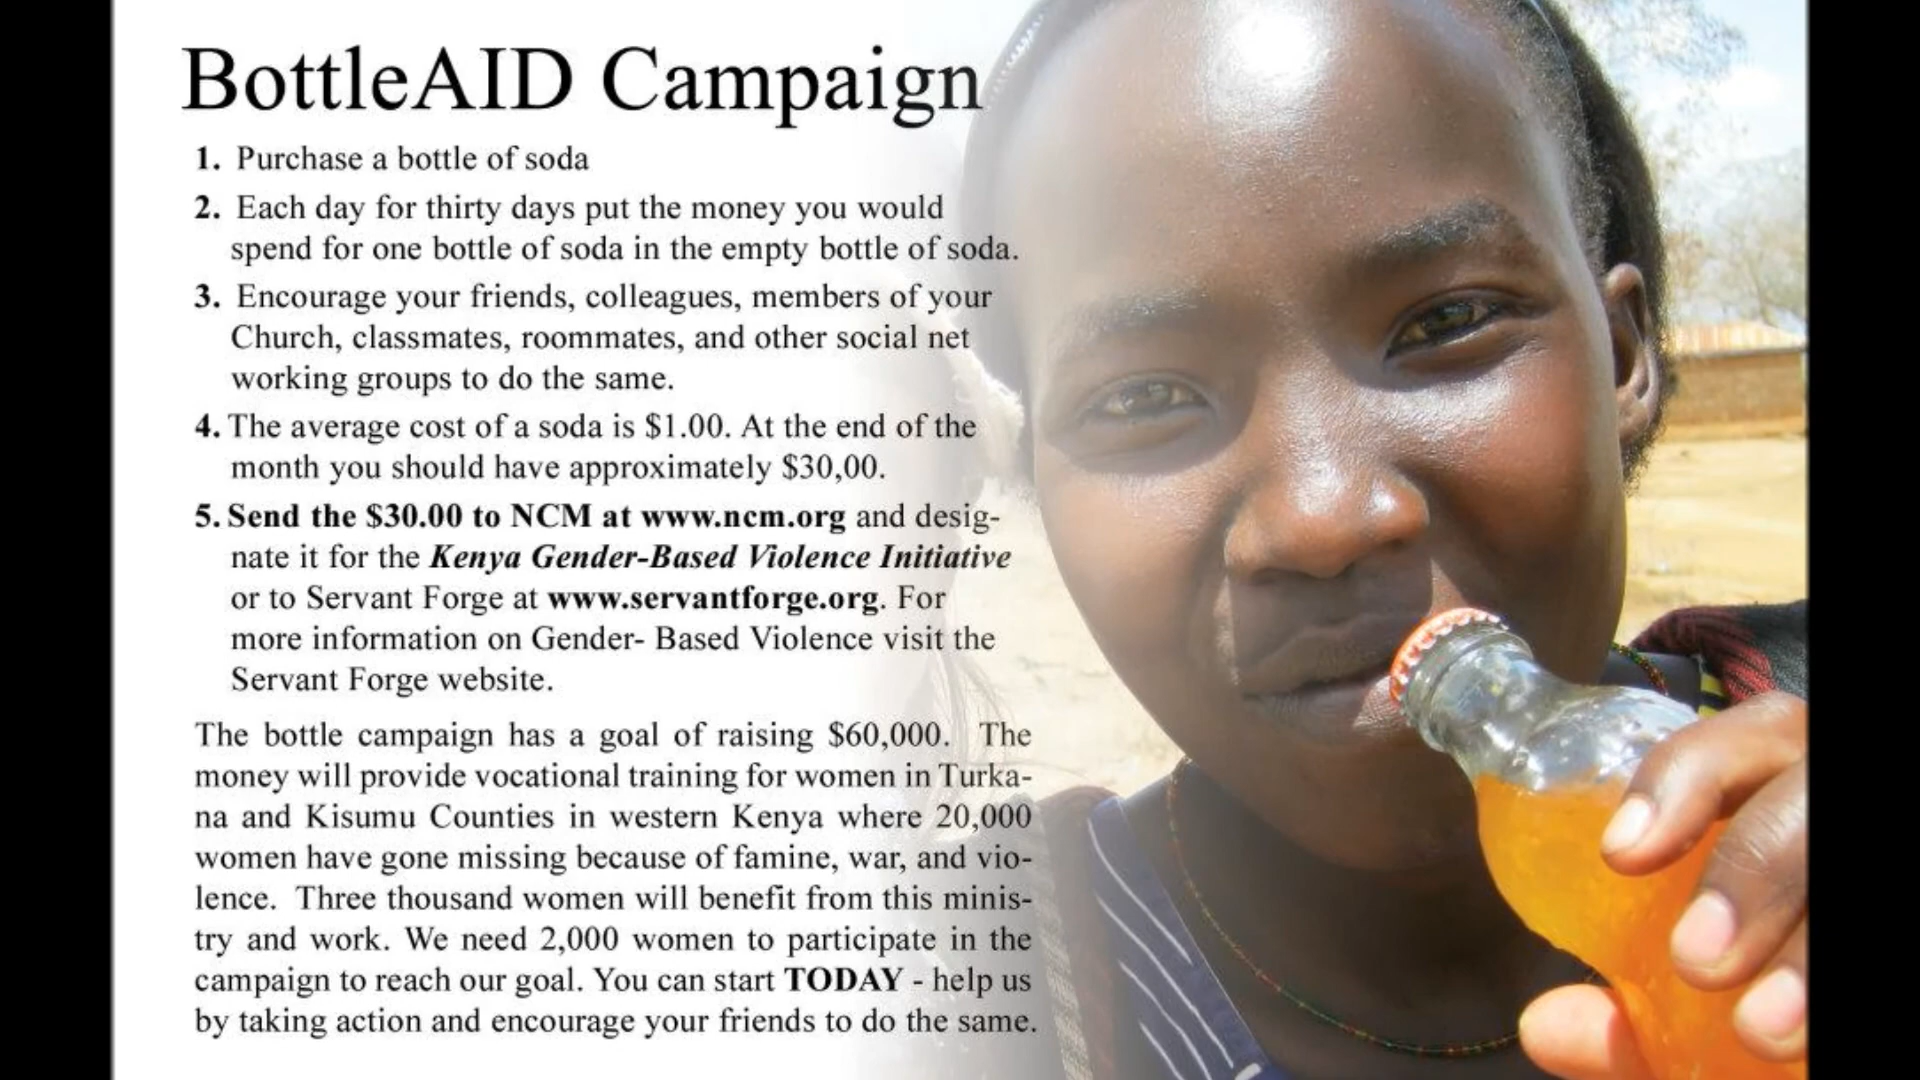 BottleAID Campaign
1. Purchase a bottle of soda
2. Each day for thirty days put the money you would
spend for one bottle of soda in the empty bottle of soda.
3. Encourage your friends, colleagues, members of your
Church, classmates, roommates, and other social net
working groups to do the same.
4. The average cost of a soda is $1.00. At the end of the
month you should have approximately $30,00.
5. Send the $30.00 to NCM at www.ncm.org and desig-
nate it for the Kenya Gender-Based Violence Initiative
or to Servant Forge at www.servantforge.org. For
more information on Gender- Based Violence visit the
Servant Forge website.
The bottle campaign has a goal of raising $60,000. The
money will provide vocational training for women in Turka-
na and Kisumu Counties in western Kenya where 20,000
women have gone missing because of famine, war, and vio-
lence. Three thousand women will benefit from this minis-
try and work. We need 2,000 women to participate in the
campaign to reach our goal. You can start TODAY - help us
by taking action and encourage your friends to do the same.